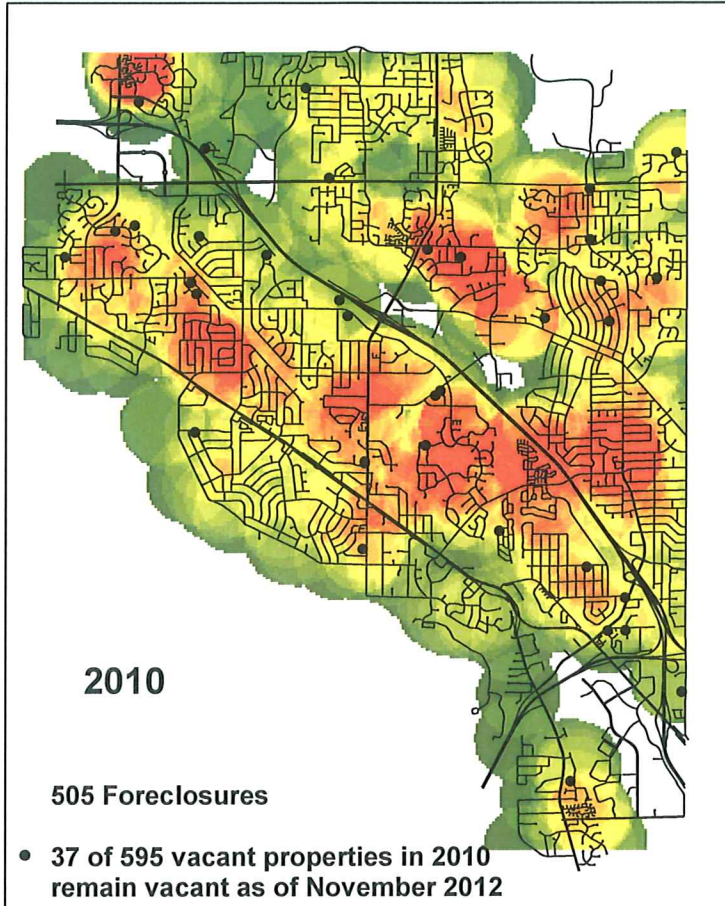 2010
505 Foreclosures
37 of 595 vacant properties in 2010
remain vacant as of November 2012